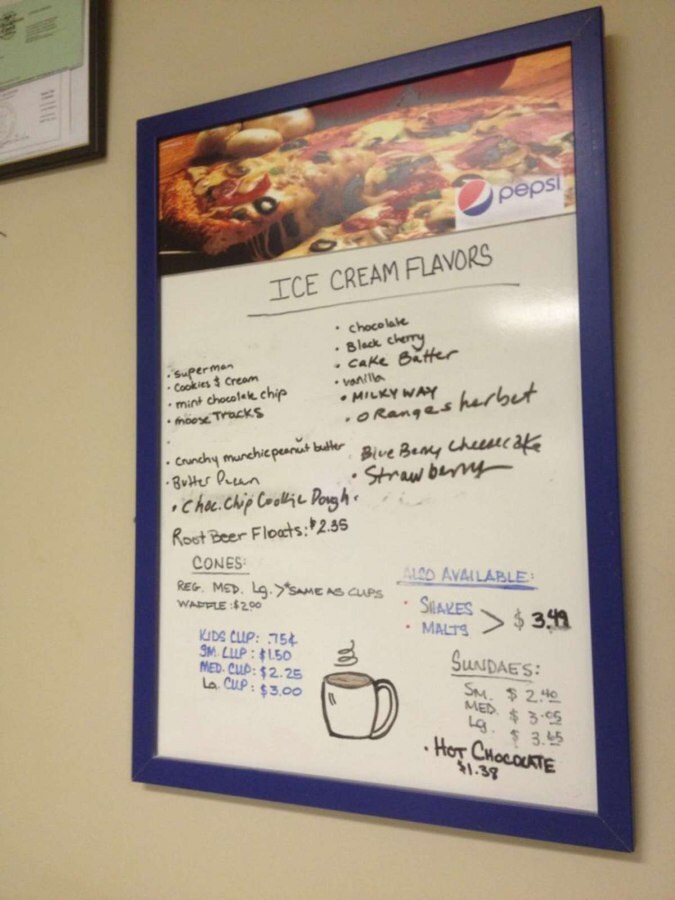 pepsi
ICE CREAM FLAVORS
• superman
• Cookies & Cream
• mint chocolate chip
• moose TRACKS
•
• Crunchy munchie peanut butter
• Butter Pecan
• Choc. Chip Cookie Dough.
• chocolate
• Black cherry
• Cake Batter
• vanilla
• MILKY WAY
• ORange sherbet
Blue Berry Cheesecake
• Strawberry
Root Beer Floats: $2.35
CONES:
REG. MED. Lg. > *SAME AS CUPS
WAFFLE: $2.00
KIDS CUP: .75¢
SM. CUP: $1.50
MED. CUP: $2.25
Lg. CUP: $3.00
ALSO AVAILABLE:
• SHAKES
• MALTS > $3.49
SUNDAES:
SM. $2.40
MED. $3.05
Lg. $3.65
• HOT CHOCOLATE
$1.38